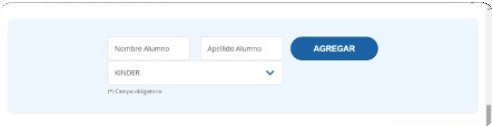 Nombre Alumno Apellido Alumno AGREGAR
KINDER
(*) Campo obligatorio